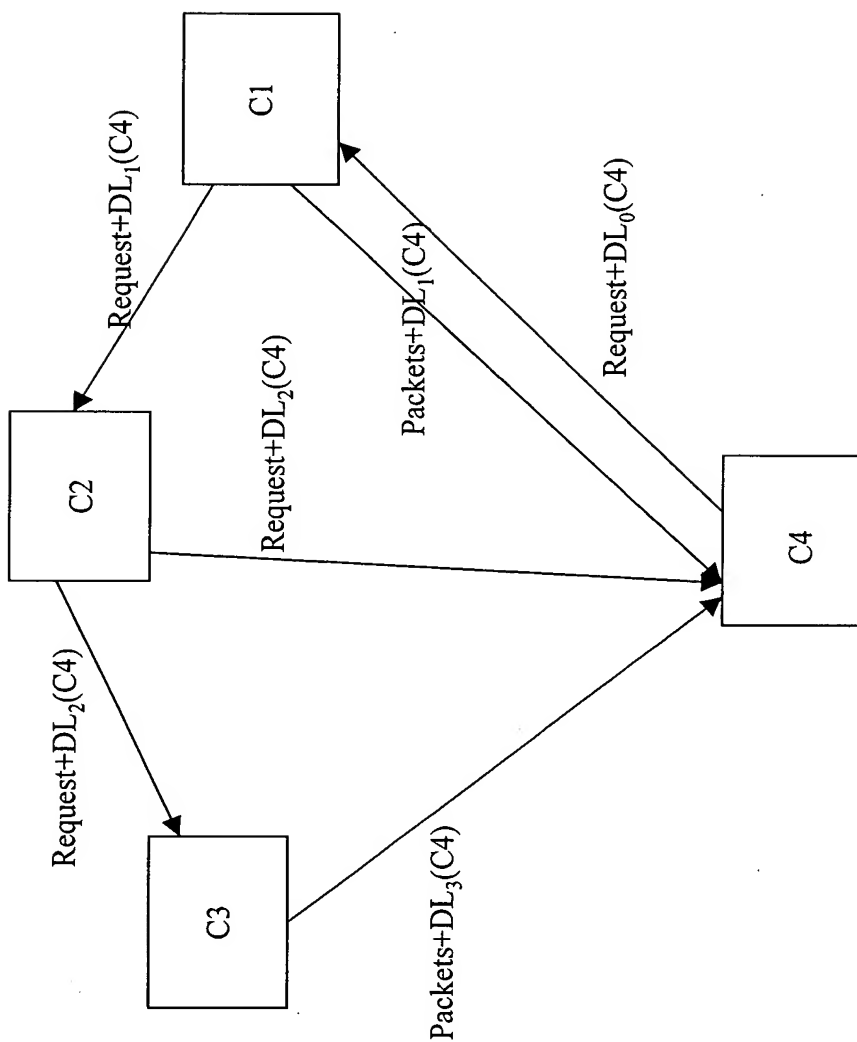 C1
Request+DL₁(C4)
C2
Request+DL₂(C4)
Packets+DL₁(C4)
Request+DL₀(C4)
Request+DL₂(C4)
C3
C4
Packets+DL₃(C4)